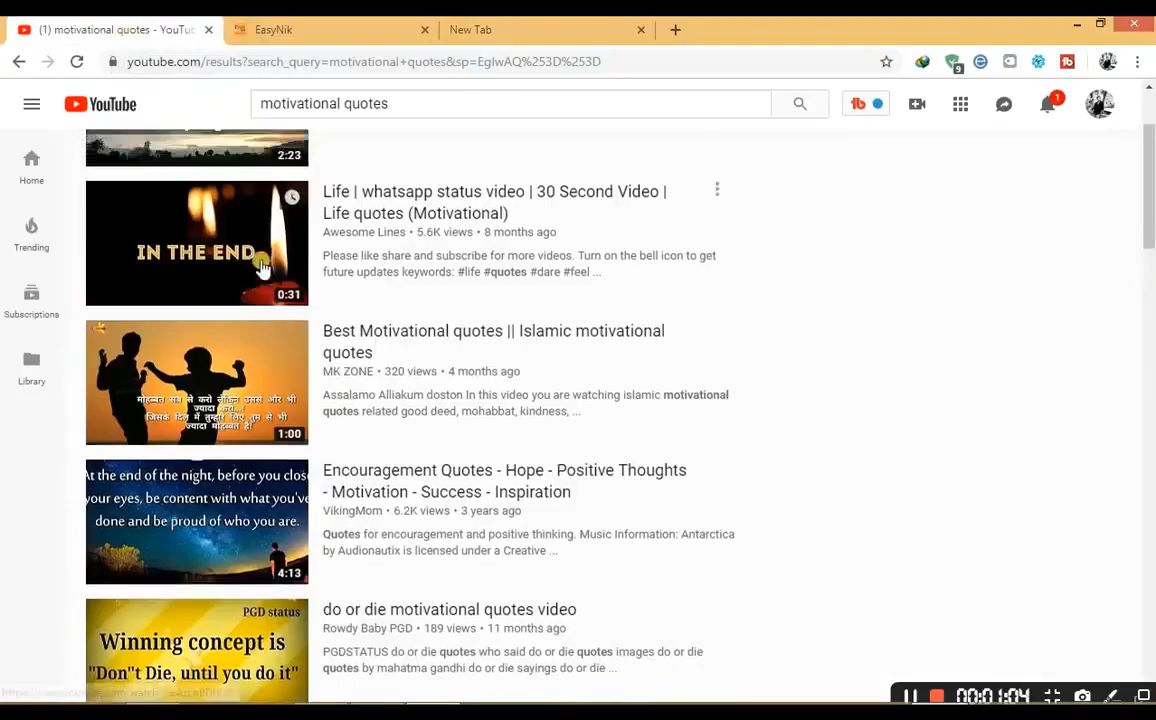 (1) motivational quotes - YouTu
EasyNik
New Tab
youtube.com/results?search_query=motivational+quotes&sp=EgIwAQ%253D%253D
9
YouTube
motivational quotes
tb
1
Home
Trending
Subscriptions
Library
2:23
IN THE END
0:31
Life | whatsapp status video | 30 Second Video |
Life quotes (Motivational)
Awesome Lines • 5.6K views • 8 months ago
Please like share and subscribe for more videos. Turn on the bell icon to get
future updates keywords: #life #quotes #dare #feel ...
मोहब्बत सब से करो लेकिन उससे और भी
ज्यादा करो...!
जिसके दिल में तुम्हारे लिए तुम से भी
ज्यादा मोहब्बत है!
1:00
Best Motivational quotes || Islamic motivational
quotes
MK ZONE • 320 views • 4 months ago
Assalamo Alliakum doston In this video you are watching islamic motivational
quotes related good deed, mohabbat, kindness, ...
At the end of the night, before you close
your eyes, be content with what you've
done and be proud of who you are.
4:13
Encouragement Quotes - Hope - Positive Thoughts
- Motivation - Success - Inspiration
VikingMom • 6.2K views • 3 years ago
Quotes for encouragement and positive thinking. Music Information: Antarctica
by Audionautix is licensed under a Creative ...
PGD status
Winning concept is
"Don"t Die, until you do it"
do or die motivational quotes video
Rowdy Baby PGD • 189 views • 11 months ago
PGDSTATUS do or die quotes who said do or die quotes images do or die
quotes by mahatma gandhi do or die sayings do or die ...
00:01:04